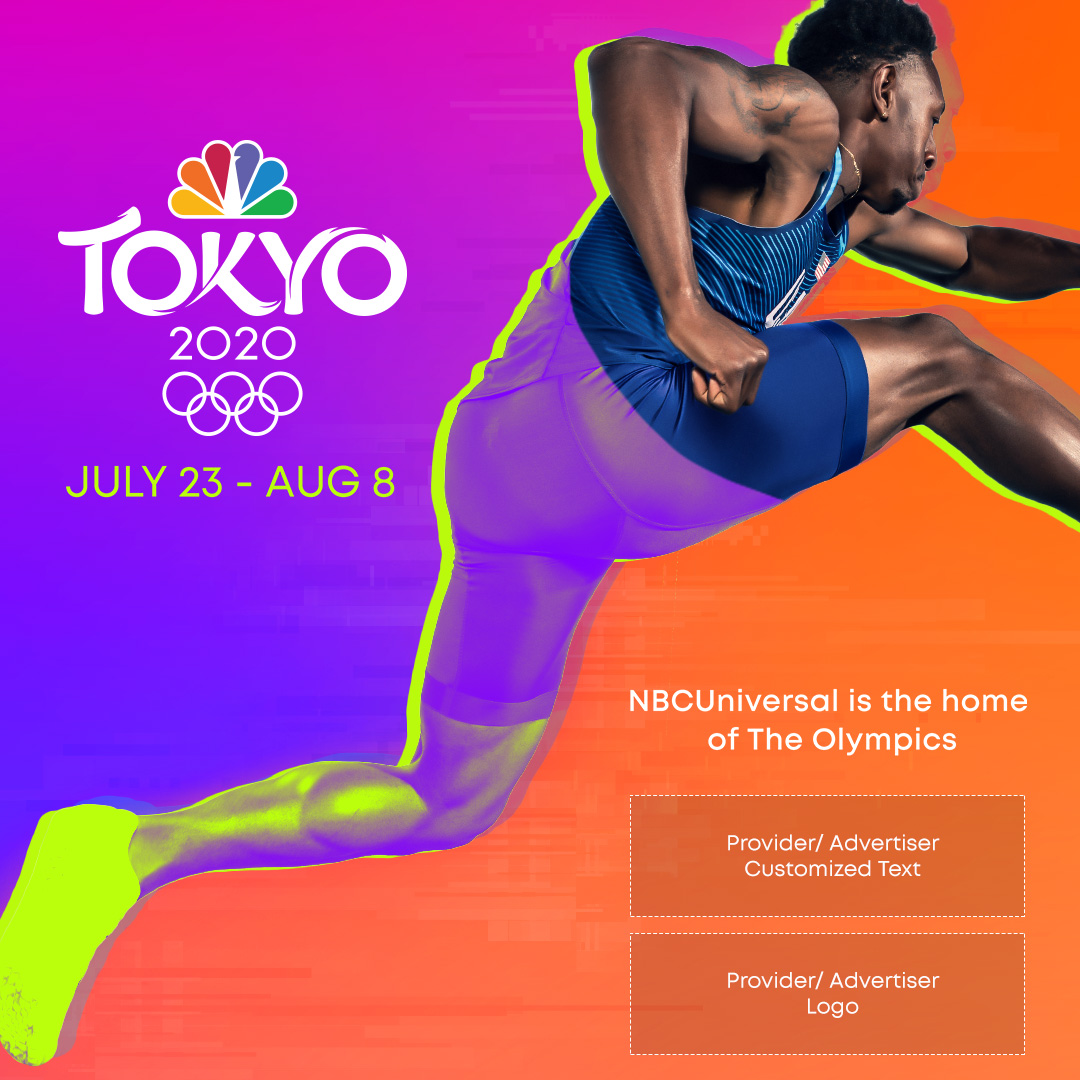 TOKYO
2020
JULY 23 - AUG 8
NBCUniversal is the home
of The Olympics
Provider/ Advertiser
Customized Text
Provider/ Advertiser
Logo